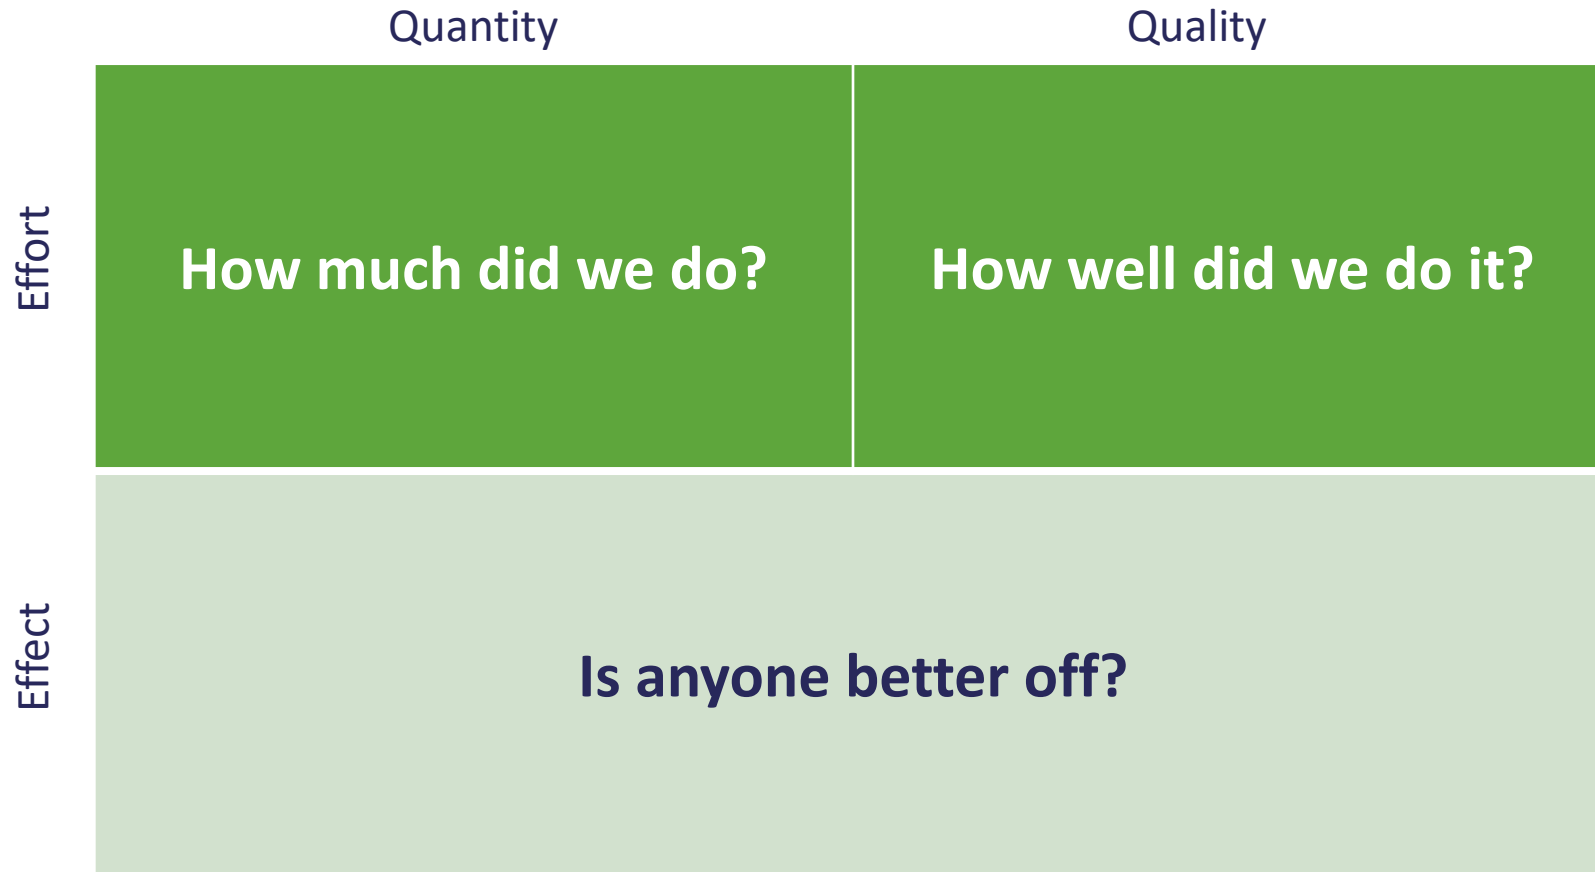 Quantity
Quality
Effort
How much did we do?
How well did we do it?
Effect
Is anyone better off?